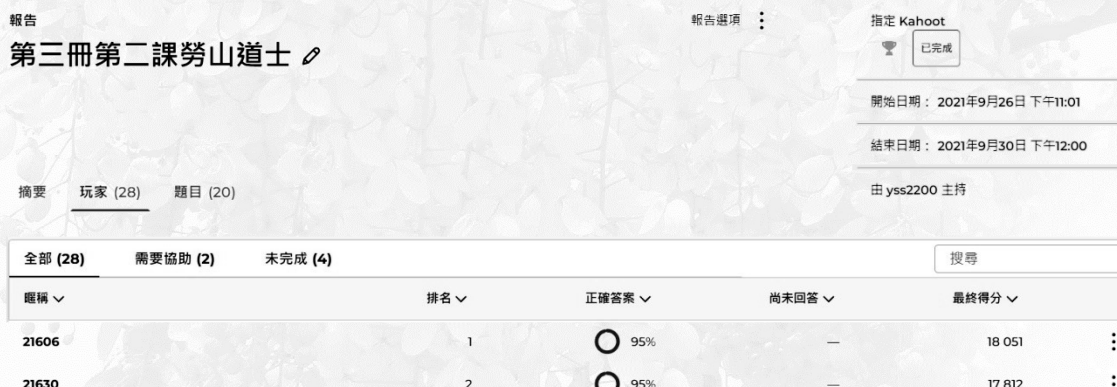 報告
報告選項
第三冊第二課勞山道士
指定 Kahoot
已完成
開始日期： 2021年9月26日 下午11:01
結束日期： 2021年9月30日 下午12:00
由 yss2200 主持
摘要 玩家 (28) 題目 (20)
全部 (28) 需要協助 (2) 未完成 (4)
搜尋
暱稱 排名 正確答案 尚未回答 最終得分
21606 1 95% — 18 051
21630 2 95% — 17 812